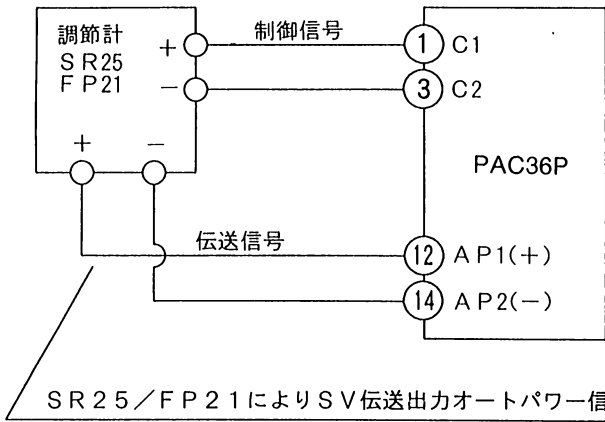 調節計
SR25
FP21
+
−
+
−
制御信号
① C1
③ C2
PAC36P
伝送信号
⑫ AP1(+)
⑭ AP2(−)
SR25/FP21によりSV伝送出力オートパワー信